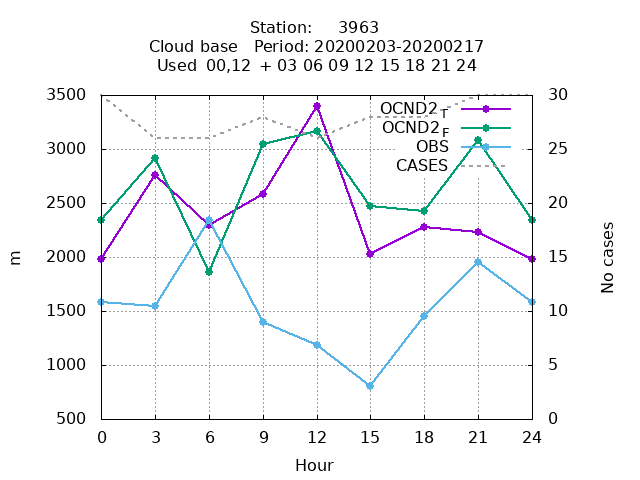 Station: 3963
Cloud base Period: 20200203-20200217
Used 00,12 + 03 06 09 12 15 18 21 24
3500 30
OCND2T
OCND2F
3000 25
OBS
CASES
2500 20
2000 15
m
No cases
1500 10
1000 5
500 0
0 3 6 9 12 15 18 21 24
Hour